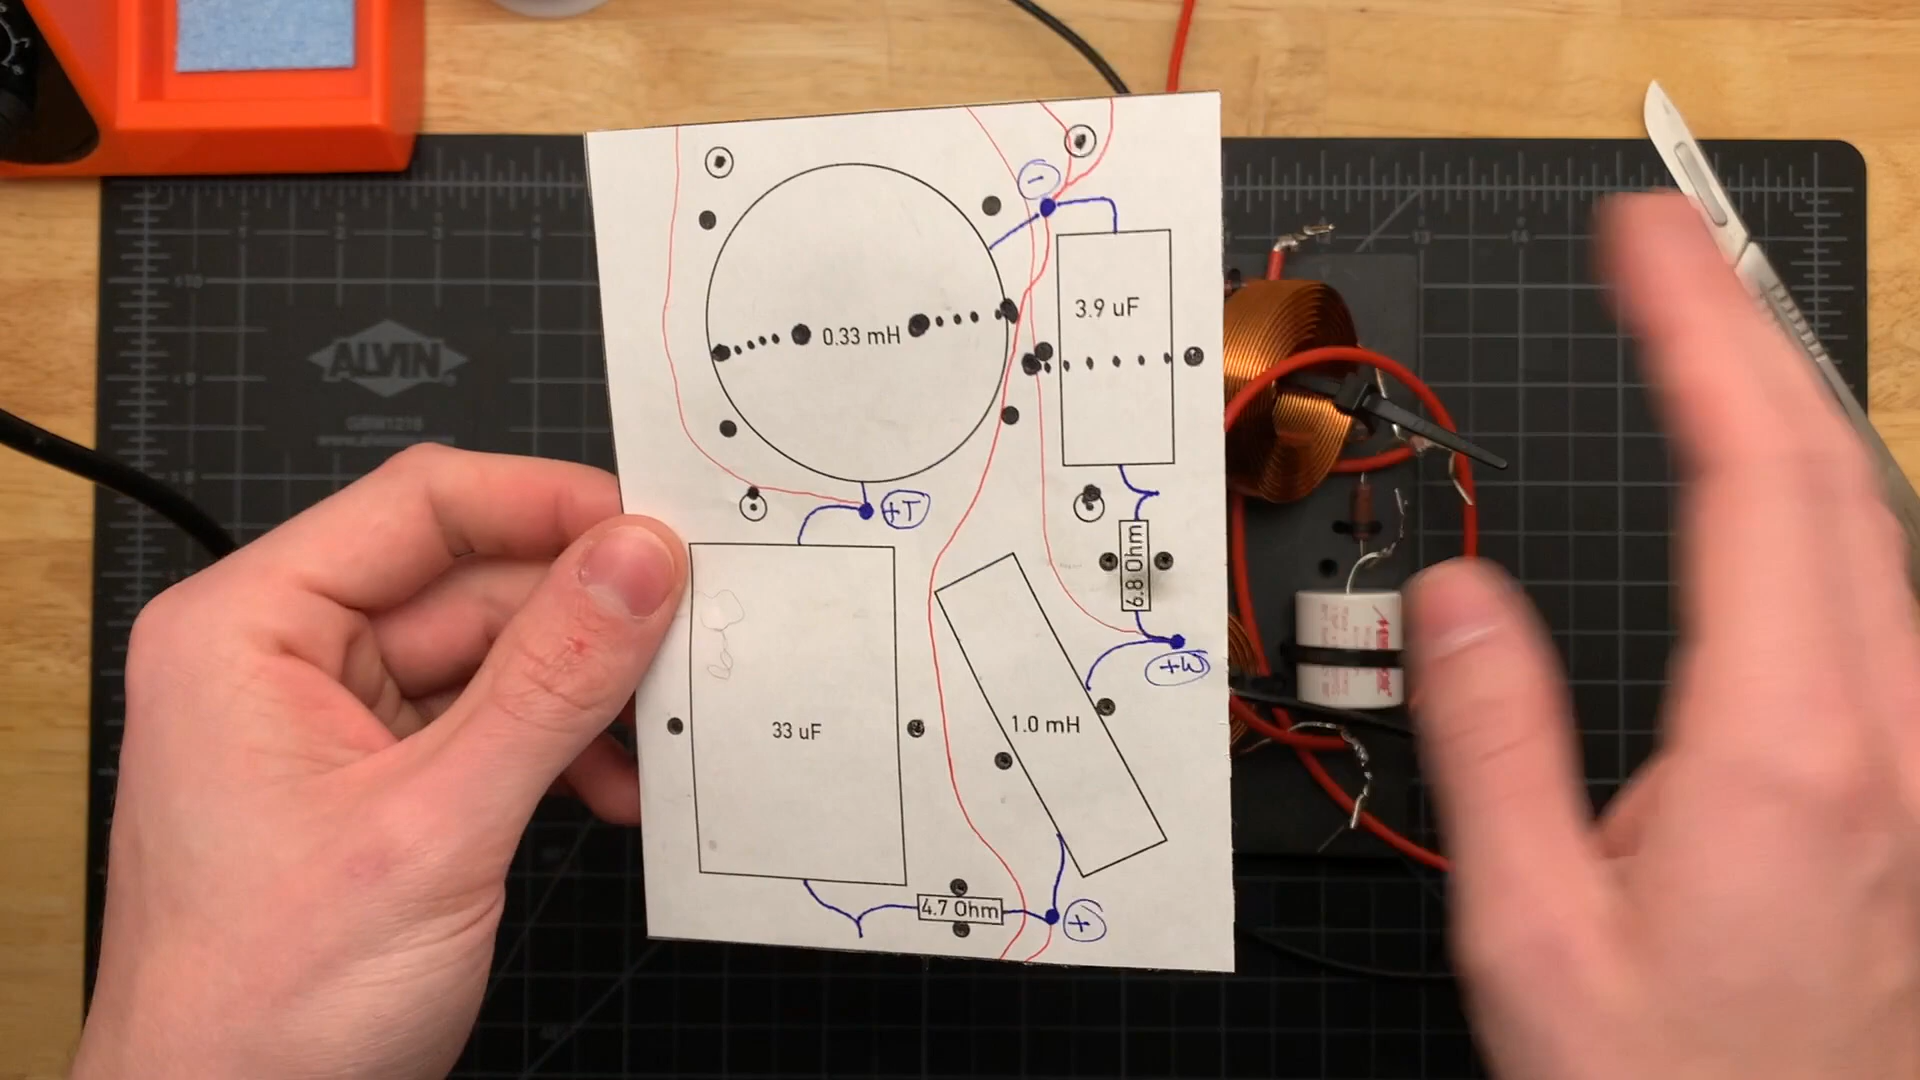 -
3.9 uF
0.33 mH
+T
6.8 Ohm
+W
33 uF
1.0 mH
4.7 Ohm
+
ALVIN